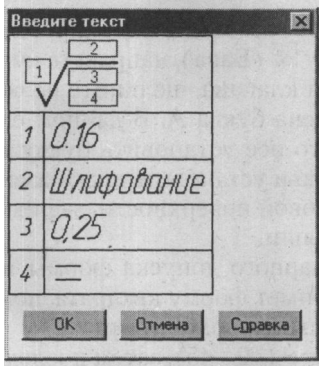 Введите текст
2
1
3
4
1 0.16
2 Шлифование
3 0,25
4 =
ОК Отмена Справка